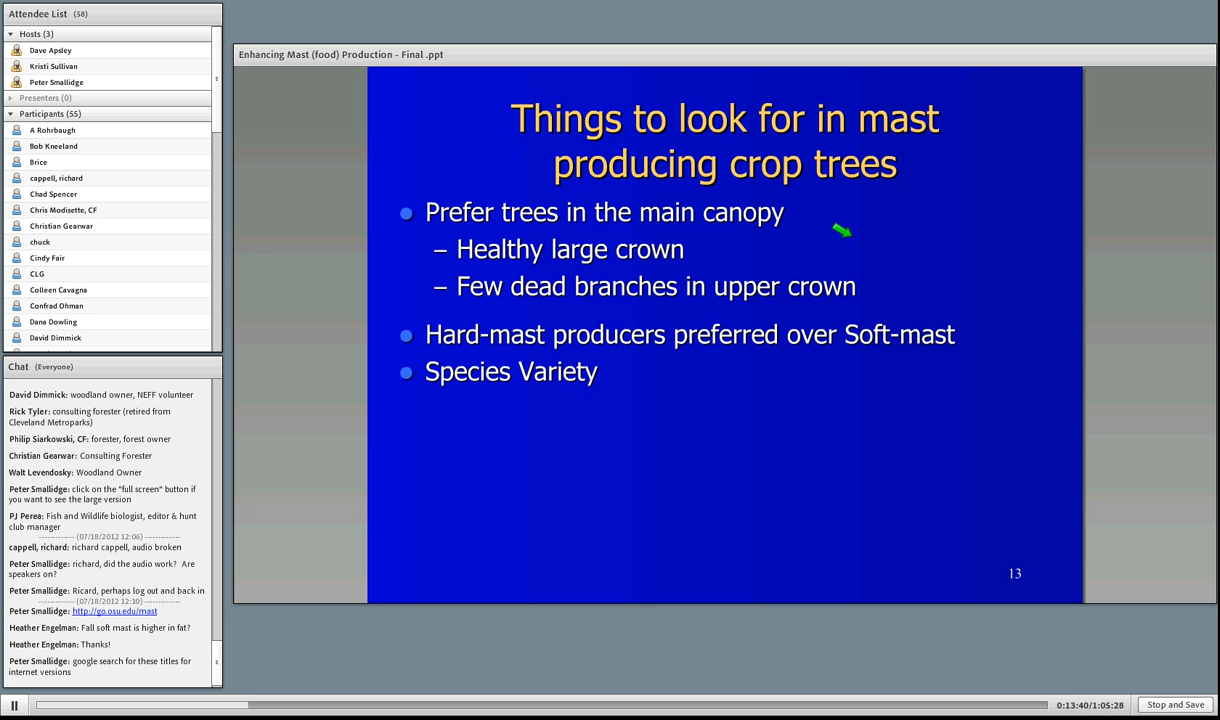 Attendee List (58)
Hosts (3)
Dave Apsley
Kristi Sullivan
Peter Smallidge
Presenters (0)
Participants (55)
A Rohrbaugh
Bob Kneeland
Brice
cappell, richard
Chad Spencer
Chris Modisette, CF
Christian Gearwar
chuck
Cindy Fair
CLG
Colleen Cavagna
Confrad Ohman
Dana Dowling
David Dimmick
Chat (Everyone)
David Dimmick: woodland owner, NEFF volunteer
Rick Tyler: consulting forester (retired from
Cleveland Metroparks)
Philip Siarkowski, CF: forester, forest owner
Christian Gearwar: Consulting Forester
Walt Levendosky: Woodland Owner
Peter Smallidge: click on the "full screen" button if
you want to see the large version
PJ Perea: Fish and Wildlife biologist, editor & hunt
club manager
------------- (07/18/2012 12:06) -------------
cappell, richard: richard cappell, audio broken
Peter Smallidge: richard, did the audio work? Are
speakers on?
Peter Smallidge: Ricard, perhaps log out and back in
------------- (07/18/2012 12:10) -------------
Peter Smallidge: http://go.osu.edu/mast
Heather Engelman: Fall soft mast is higher in fat?
Heather Engelman: Thanks!
Peter Smallidge: google search for these titles for
internet versions
Enhancing Mast (food) Production - Final .ppt
Things to look for in mast
producing crop trees
Prefer trees in the main canopy
– Healthy large crown
– Few dead branches in upper crown
Hard-mast producers preferred over Soft-mast
Species Variety
13
0:13:40/1:05:28
Stop and Save